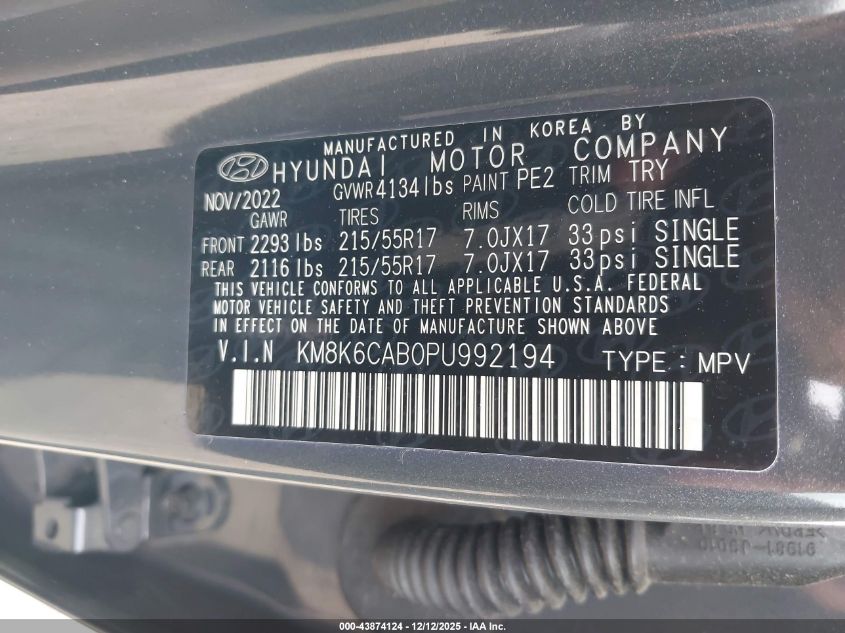 MANUFACTURED IN KOREA BY
HYUNDAI MOTOR COMPANY
NOV/2022 GVWR 4134 lbs PAINT PE2 TRIM TRY
GAWR TIRES RIMS COLD TIRE INFL
FRONT 2293 lbs 215/55R17 7.0JX17 33 psi SINGLE
REAR 2116 lbs 215/55R17 7.0JX17 33 psi SINGLE
THIS VEHICLE CONFORMS TO ALL APPLICABLE U.S.A. FEDERAL
MOTOR VEHICLE SAFETY AND THEFT PREVENTION STANDARDS
IN EFFECT ON THE DATE OF MANUFACTURE SHOWN ABOVE
V.I.N KM8K6CAB0PU992194 TYPE : MPV
000-43874124 - 12/12/2025 - IAA Inc.